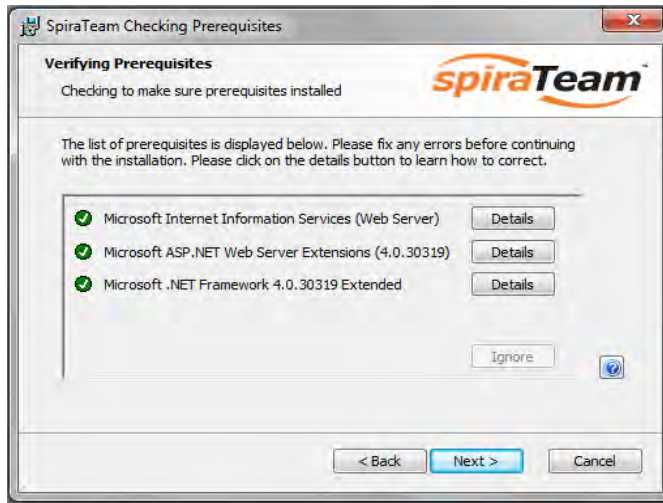 SpiraTeam Checking Prerequisites
Verifying Prerequisites
Checking to make sure prerequisites installed
spiraTeam™
The list of prerequisites is displayed below. Please fix any errors before continuing
with the installation. Please click on the details button to learn how to correct.
Microsoft Internet Information Services (Web Server) Details
Microsoft ASP.NET Web Server Extensions (4.0.30319) Details
Microsoft .NET Framework 4.0.30319 Extended Details
Ignore
?
< Back Next > Cancel